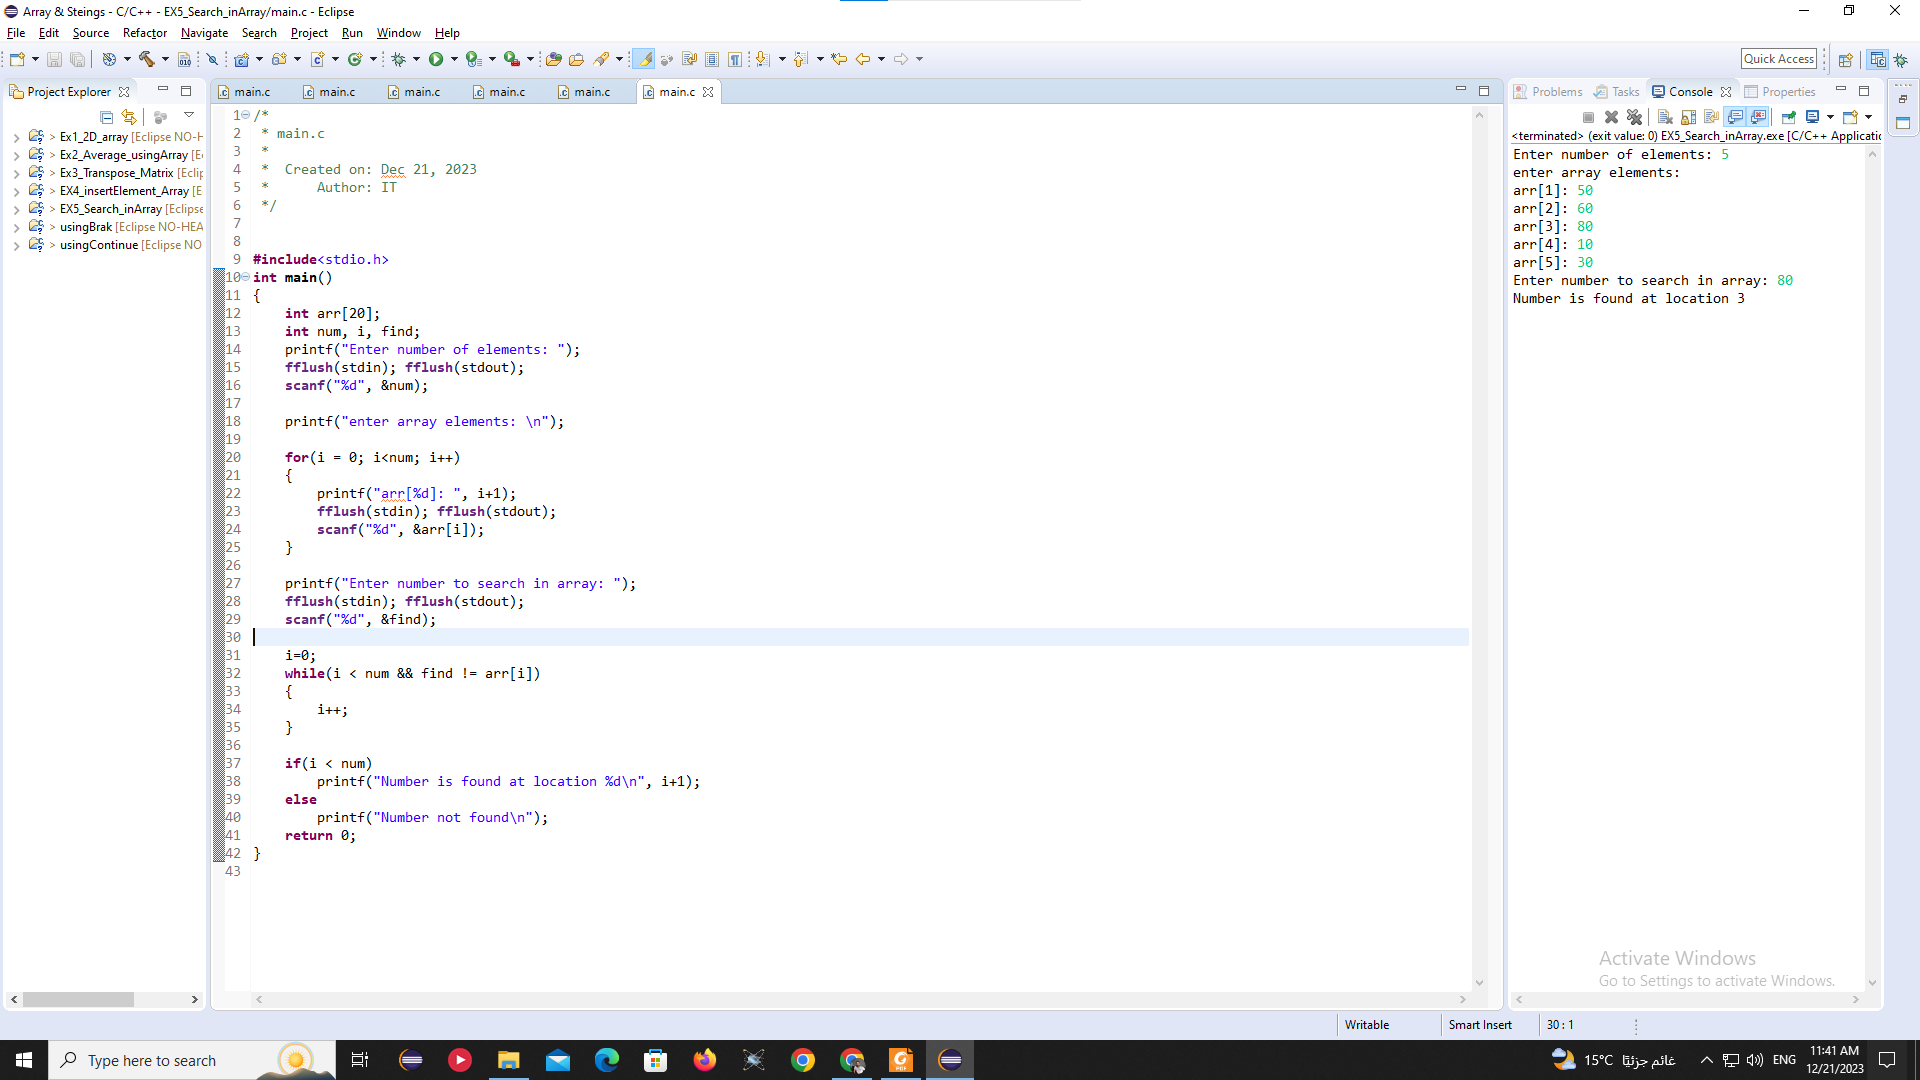 Array & Steings - C/C++ - EX5_Search_inArray/main.c - Eclipse
File Edit Source Refactor Navigate Search Project Run Window Help
Quick Access
Project Explorer
> Ex1_2D_array [Eclipse NO-H
> Ex2_Average_usingArray [E
> Ex3_Transpose_Matrix [Eclip
> EX4_insertElement_Array [E
> EX5_Search_inArray [Eclipse
> usingBrak [Eclipse NO-HEA
> usingContinue [Eclipse NO
main.c main.c main.c main.c main.c main.c
1 /*
2 * main.c
3 *
4 * Created on: Dec 21, 2023
5 * Author: IT
6 */
7
8
9 #include<stdio.h>
10 int main()
11 {
12 int arr[20];
13 int num, i, find;
14 printf("Enter number of elements: ");
15 fflush(stdin); fflush(stdout);
16 scanf("%d", &num);
17
18 printf("enter array elements: \n");
19
20 for(i = 0; i<num; i++)
21 {
22 printf("arr[%d]: ", i+1);
23 fflush(stdin); fflush(stdout);
24 scanf("%d", &arr[i]);
25 }
26
27 printf("Enter number to search in array: ");
28 fflush(stdin); fflush(stdout);
29 scanf("%d", &find);
30
31 i=0;
32 while(i < num && find != arr[i])
33 {
34 i++;
35 }
36
37 if(i < num)
38 printf("Number is found at location %d\n", i+1);
39 else
40 printf("Number not found\n");
41 return 0;
42 }
43
Problems Tasks Console Properties
<terminated> (exit value: 0) EX5_Search_inArray.exe [C/C++ Applicati
Enter number of elements: 5
enter array elements:
arr[1]: 50
arr[2]: 60
arr[3]: 80
arr[4]: 10
arr[5]: 30
Enter number to search in array: 80
Number is found at location 3
Activate Windows
Go to Settings to activate Windows.
Writable Smart Insert 30 : 1
Type here to search
15°C غائم جزئيًا
ENG
11:41 AM
12/21/2023